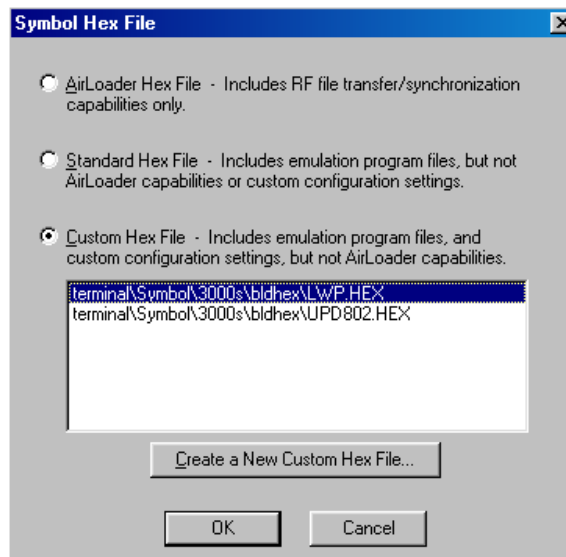 Symbol Hex File
AirLoader Hex File - Includes RF file transfer/synchronization
capabilities only.
Standard Hex File - Includes emulation program files, but not
AirLoader capabilities or custom configuration settings.
Custom Hex File - Includes emulation program files, and
custom configuration settings, but not AirLoader capabilities.
terminal\Symbol\3000s\bldhex\LWP.HEX
terminal\Symbol\3000s\bldhex\UPD802.HEX
Create a New Custom Hex File...
OK Cancel